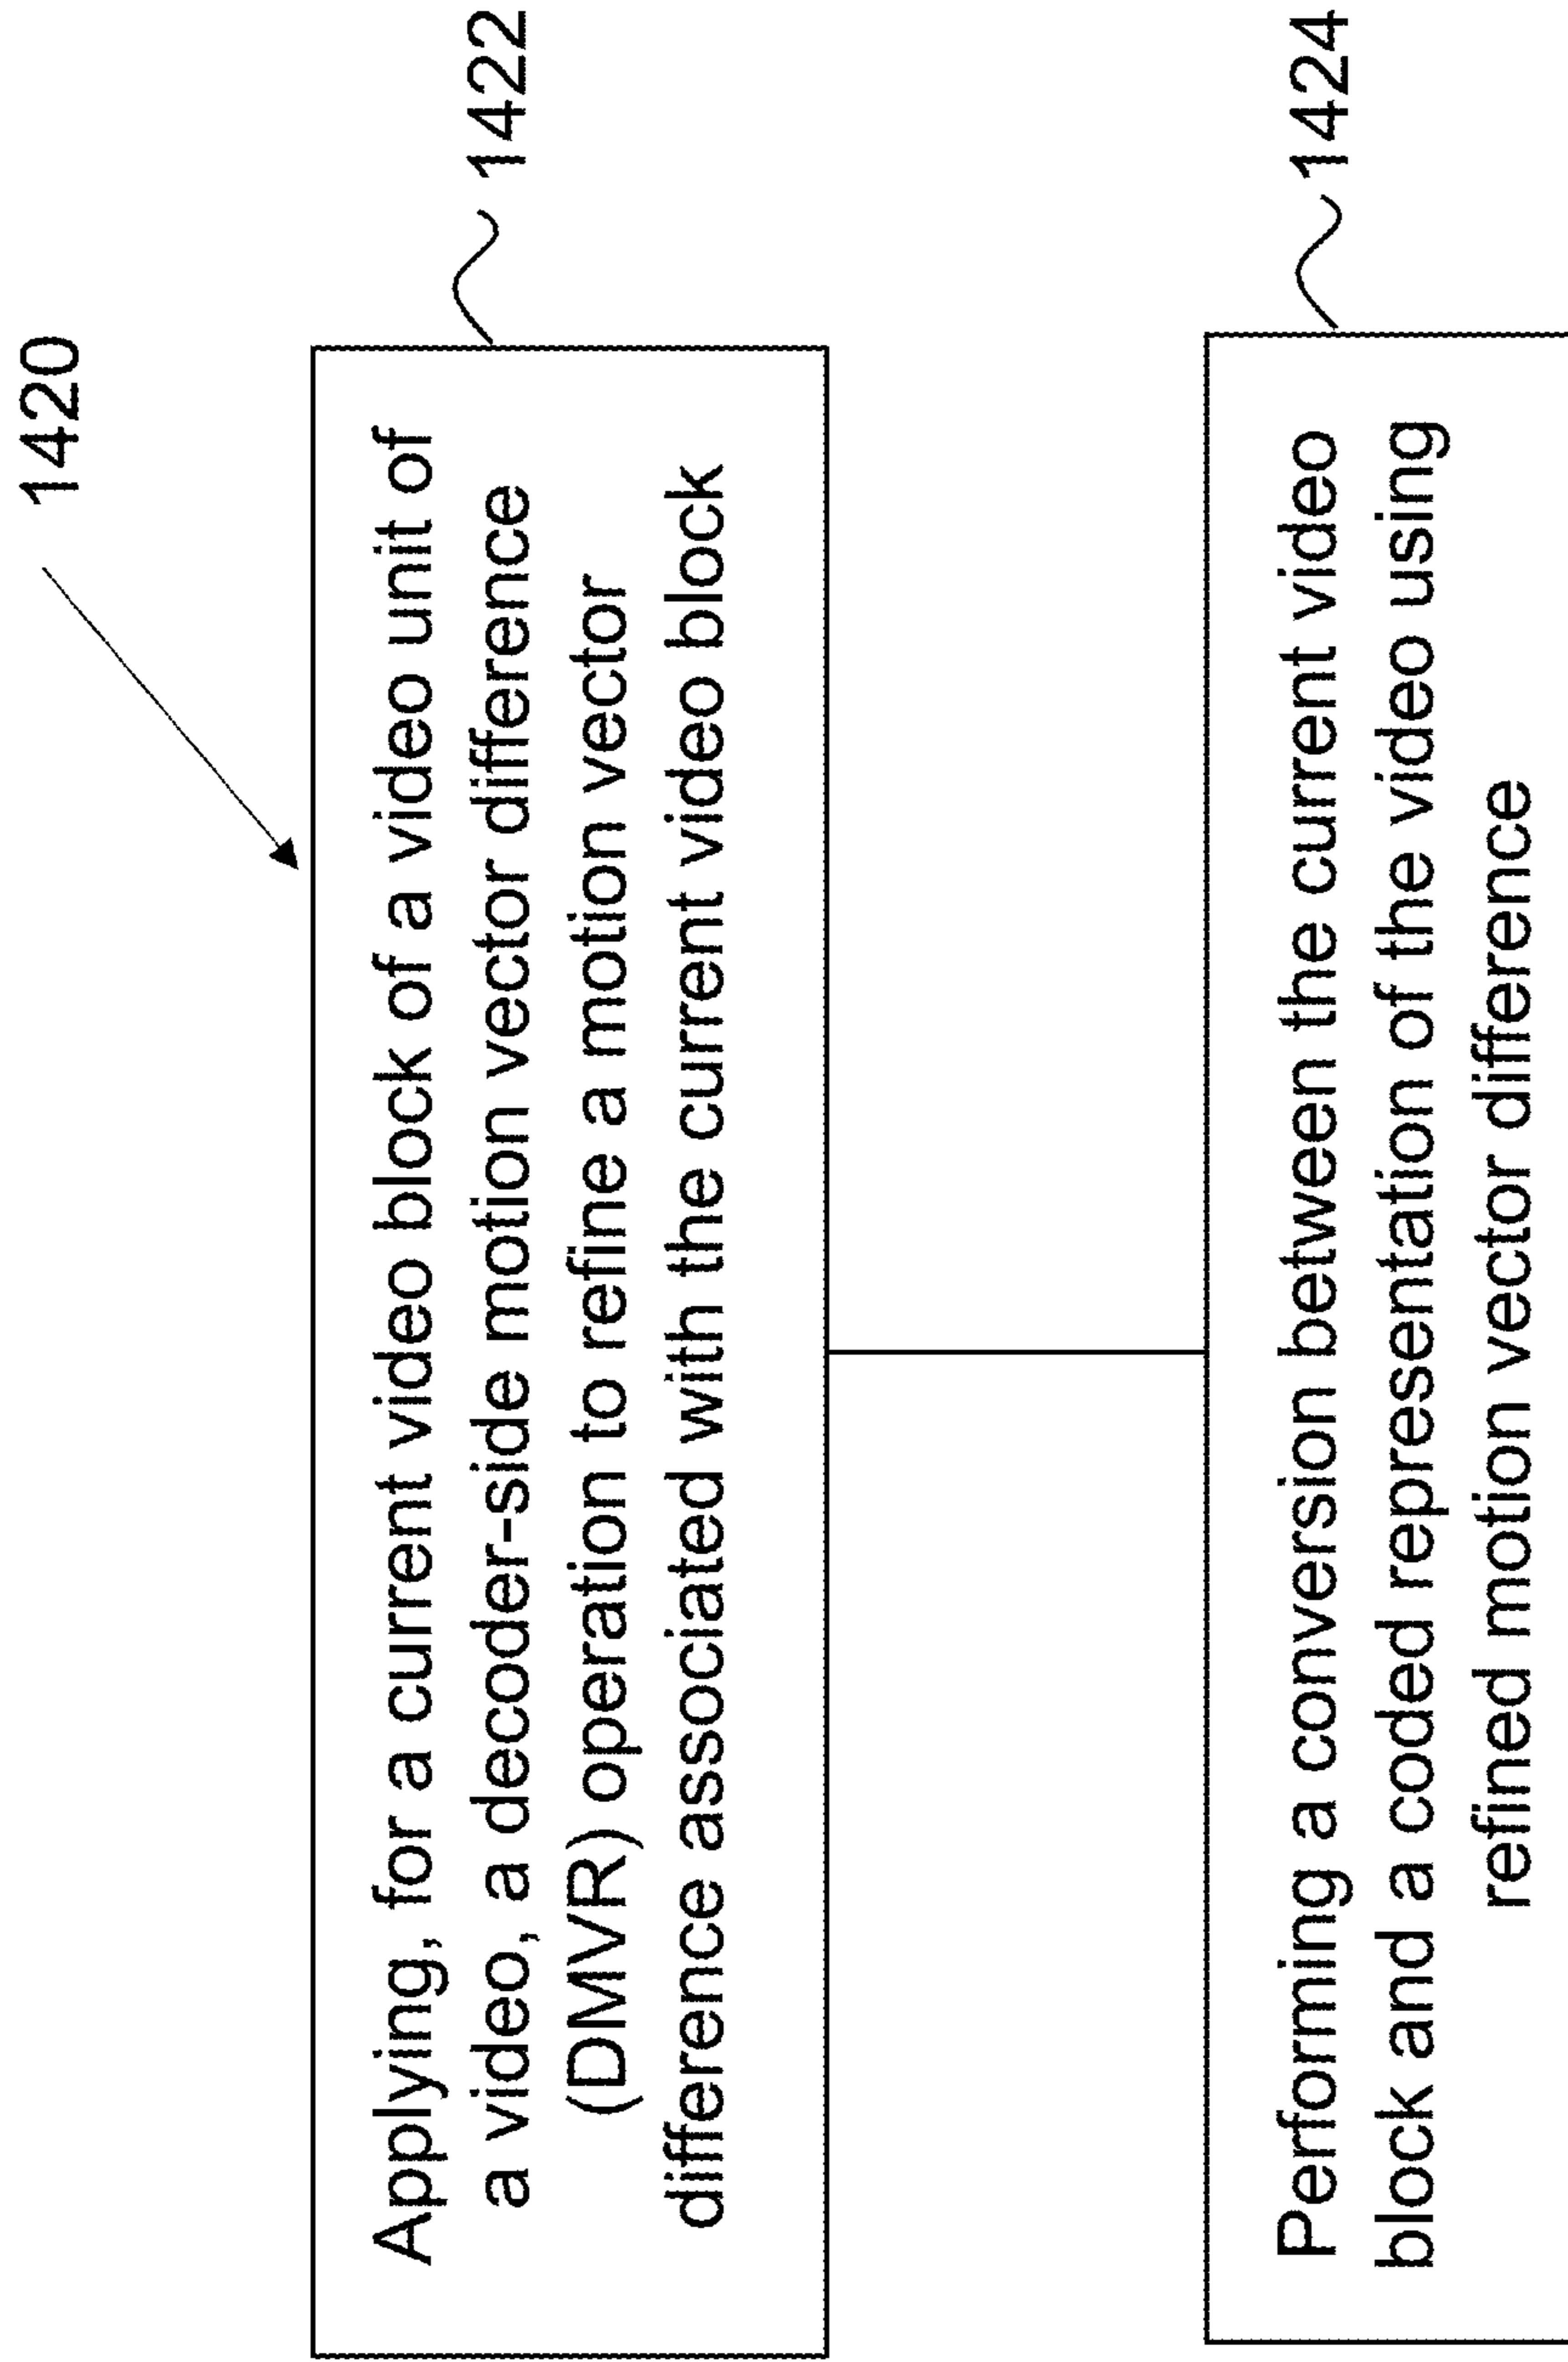 1420
Applying, for a current video block of a video unit of
a video, a decoder-side motion vector difference
(DMVR) operation to refine a motion vector
difference associated with the current video block
1422
Performing a conversion between the current video
block and a coded representation of the video using
refined motion vector difference
1424